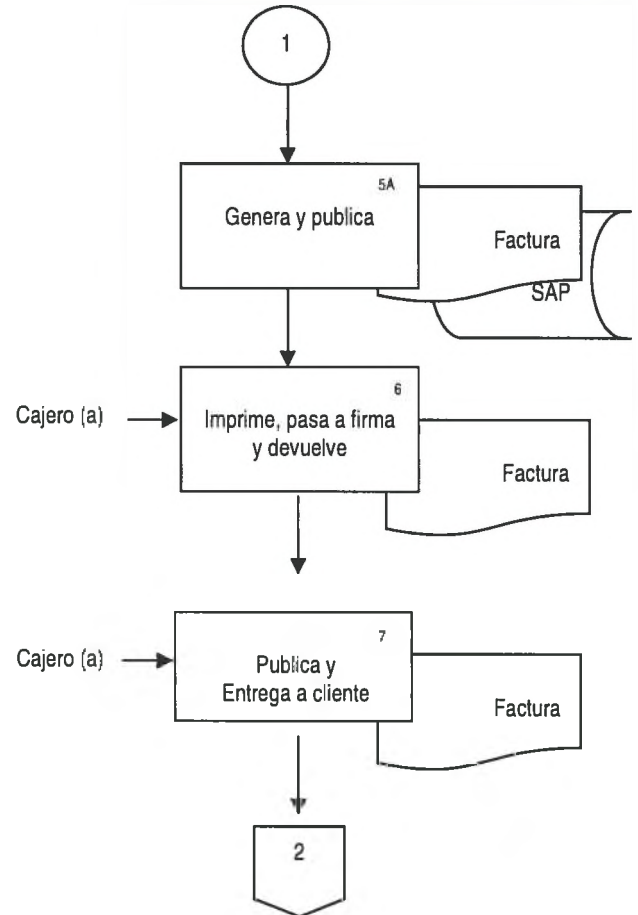 1
5A
Genera y publica
Factura
SAP
6
Cajero (a)
Imprime, pasa a firma
y devuelve
Factura
7
Cajero (a)
Publica y
Entrega a cliente
Factura
2